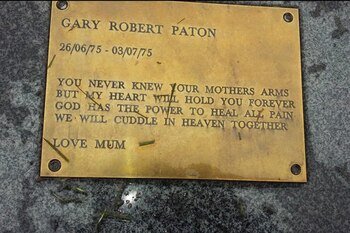 GARY ROBERT PATON
26/06/75 - 03/07/75
YOU NEVER KNEW YOUR MOTHERS ARMS
BUT MY HEART WILL HOLD YOU FOREVER
GOD HAS THE POWER TO HEAL ALL PAIN
WE WILL CUDDLE IN HEAVEN TOGETHER
LOVE MUM